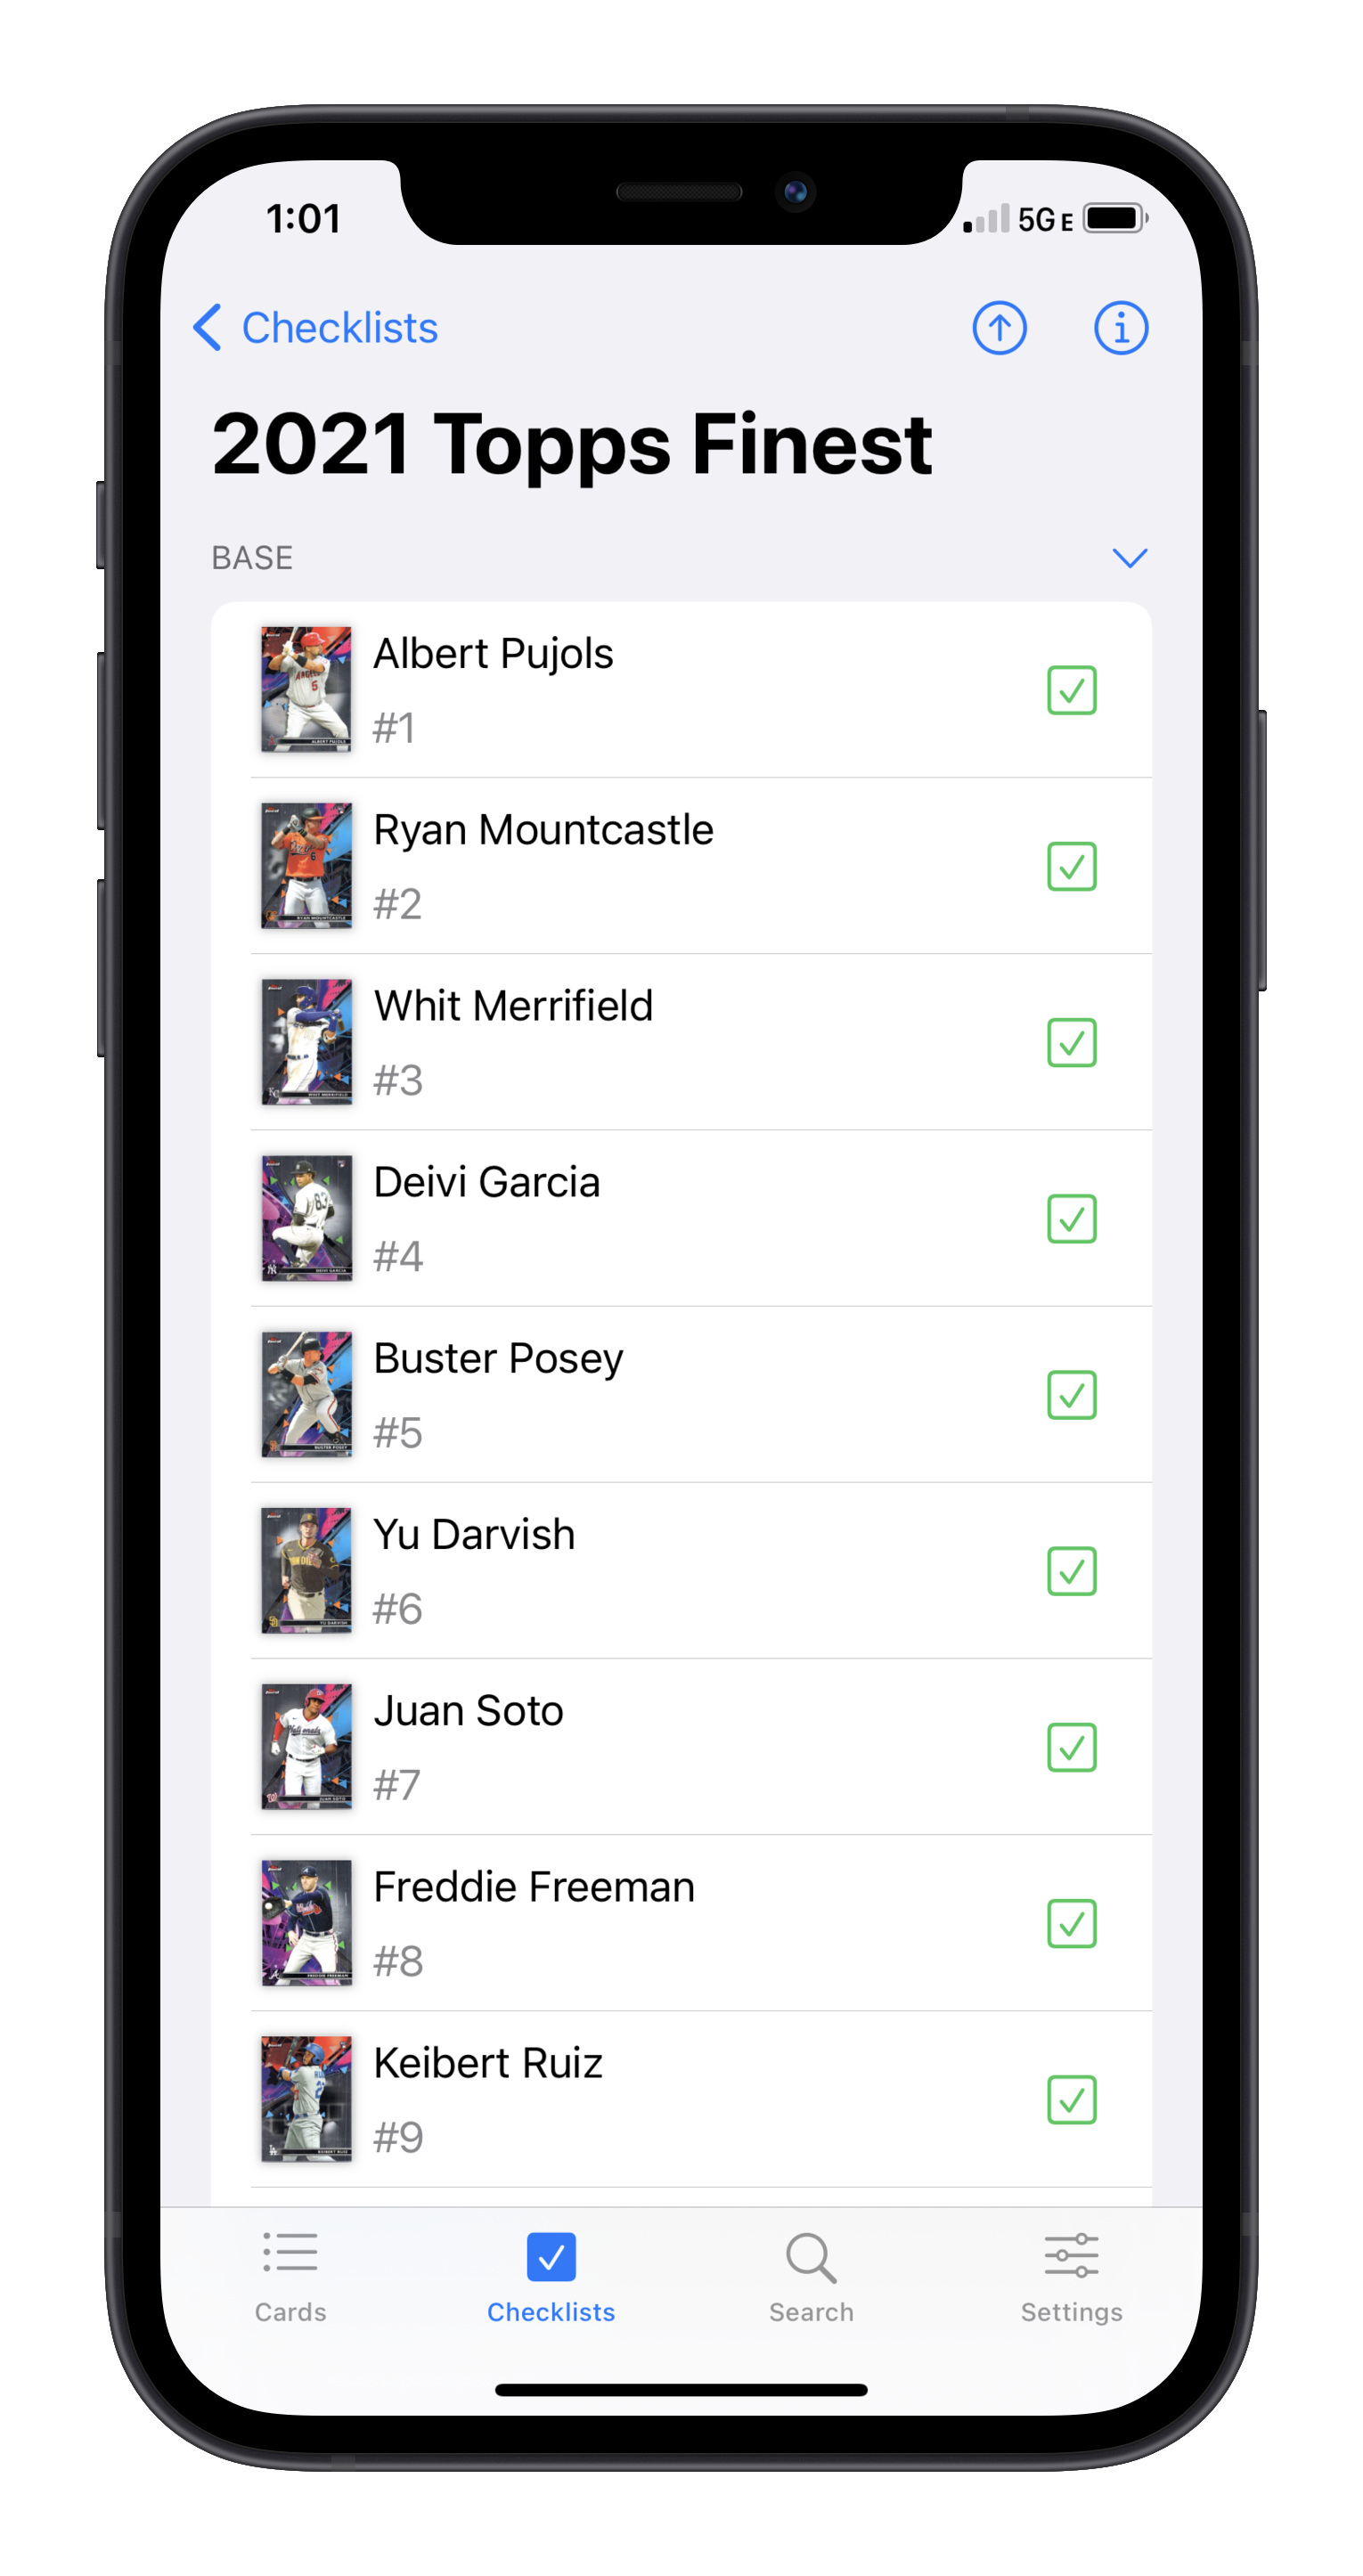 1:01
5G E
Checklists
2021 Topps Finest
BASE
Albert Pujols
#1
Ryan Mountcastle
#2
Whit Merrifield
#3
Deivi Garcia
#4
Buster Posey
#5
Yu Darvish
#6
Juan Soto
#7
Freddie Freeman
#8
Keibert Ruiz
#9
Cards
Checklists
Search
Settings